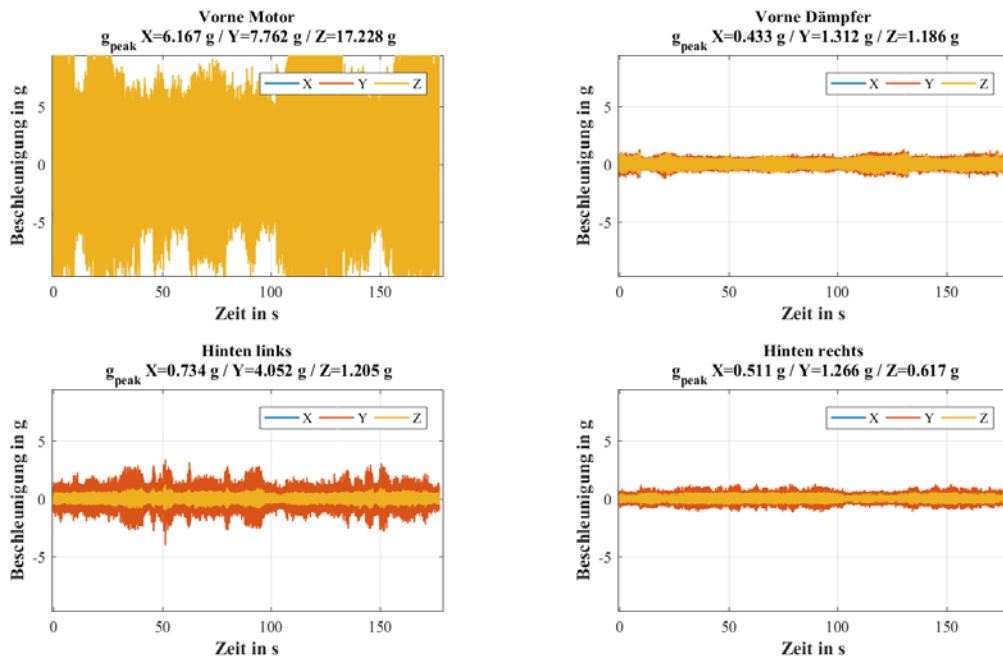 Vorne Motor
g_peak X=6.167 g / Y=7.762 g / Z=17.228 g
X Y Z
Beschleunigung in g
5
0
-5
0 50 100 150
Zeit in s
Vorne Dämpfer
g_peak X=0.433 g / Y=1.312 g / Z=1.186 g
X Y Z
Beschleunigung in g
5
0
-5
0 50 100 150
Zeit in s
Hinten links
g_peak X=0.734 g / Y=4.052 g / Z=1.205 g
X Y Z
Beschleunigung in g
5
0
-5
0 50 100 150
Zeit in s
Hinten rechts
g_peak X=0.511 g / Y=1.266 g / Z=0.617 g
X Y Z
Beschleunigung in g
5
0
-5
0 50 100 150
Zeit in s